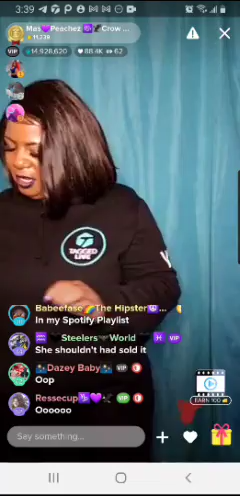 3:39
Mas💜Peachez♑🐦‍⬛Crow ...
11,738
VIP 14,928,620 88.4K 62
TAGGED
LIVE
Babeefase🌈The Hipster♈...
In my Spotify Playlist
Steelers World VIP
She shouldn't had sold it
Dazey Baby VIP
Oop
Ressecup VIP
Oooooo
EARN 100
Say something...